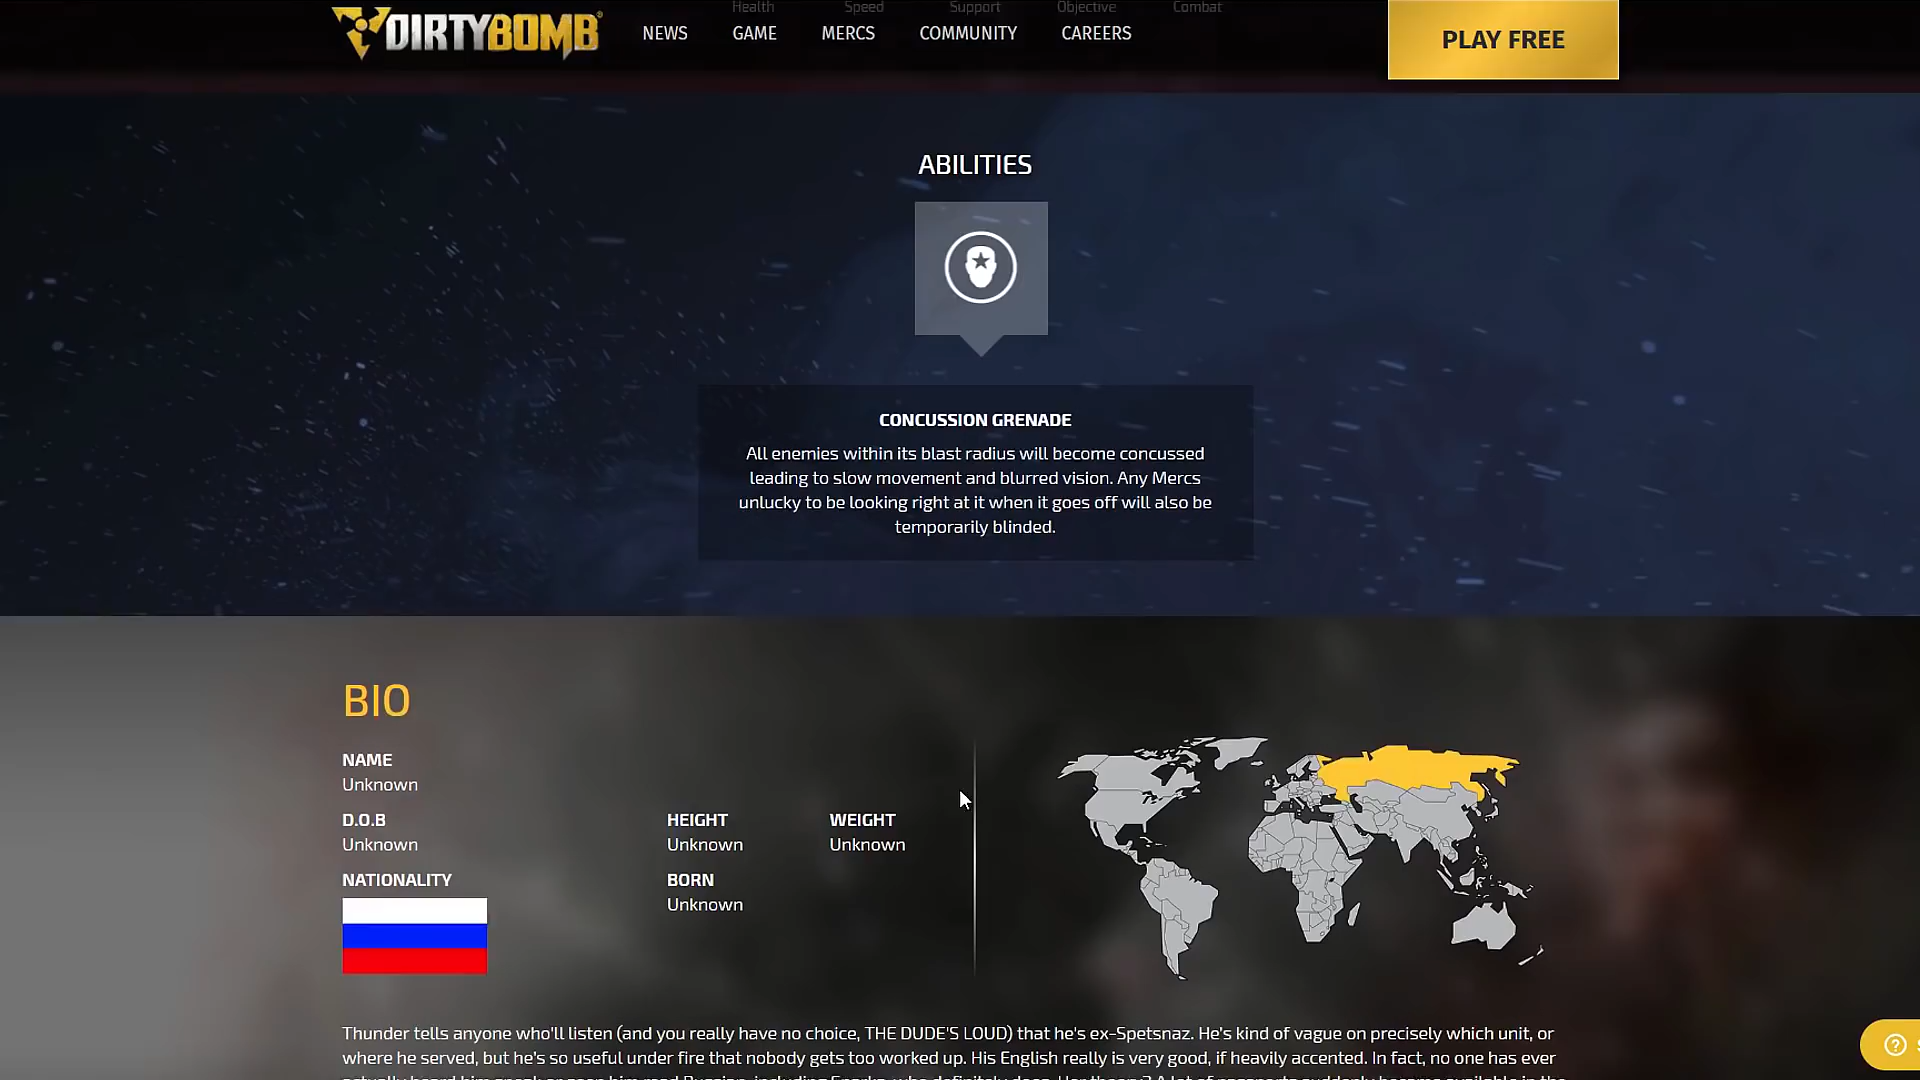 Health Speed Support Objective Combat
DIRTYBOMB
NEWS GAME MERCS COMMUNITY CAREERS
PLAY FREE
ABILITIES
CONCUSSION GRENADE
All enemies within its blast radius will become concussed
leading to slow movement and blurred vision. Any Mercs
unlucky to be looking right at it when it goes off will also be
temporarily blinded.
BIO
NAME
Unknown
D.O.B HEIGHT WEIGHT
Unknown Unknown Unknown
NATIONALITY BORN
Unknown
Thunder tells anyone who'll listen (and you really have no choice, THE DUDE'S LOUD) that he's ex-Spetsnaz. He's kind of vague on precisely which unit, or
where he served, but he's so useful under fire that nobody gets too worked up. His English really is very good, if heavily accented. In fact, no one has ever